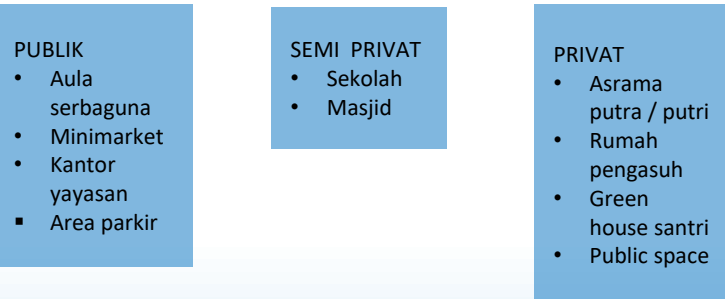 PUBLIK
• Aula
serbaguna
• Minimarket
• Kantor
yayasan
▪ Area parkir
SEMI PRIVAT
• Sekolah
• Masjid
PRIVAT
• Asrama
putra / putri
• Rumah
pengasuh
• Green
house santri
• Public space